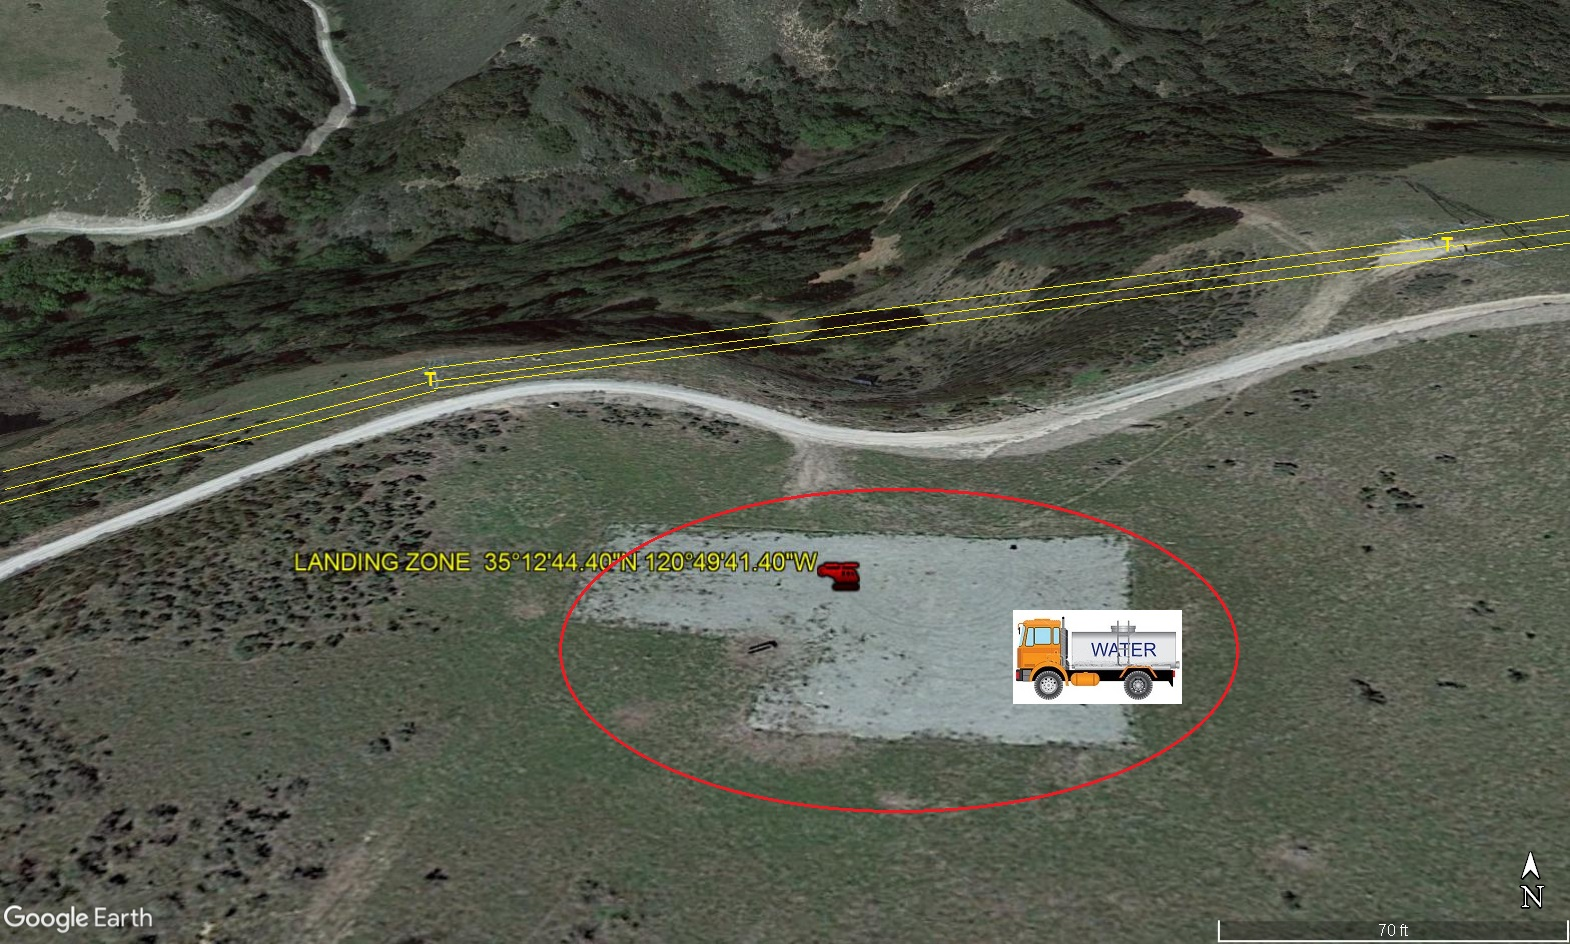 T
T
LANDING ZONE 35°12'44.40"N 120°49'41.40"W
WATER
Google Earth
N
70 ft